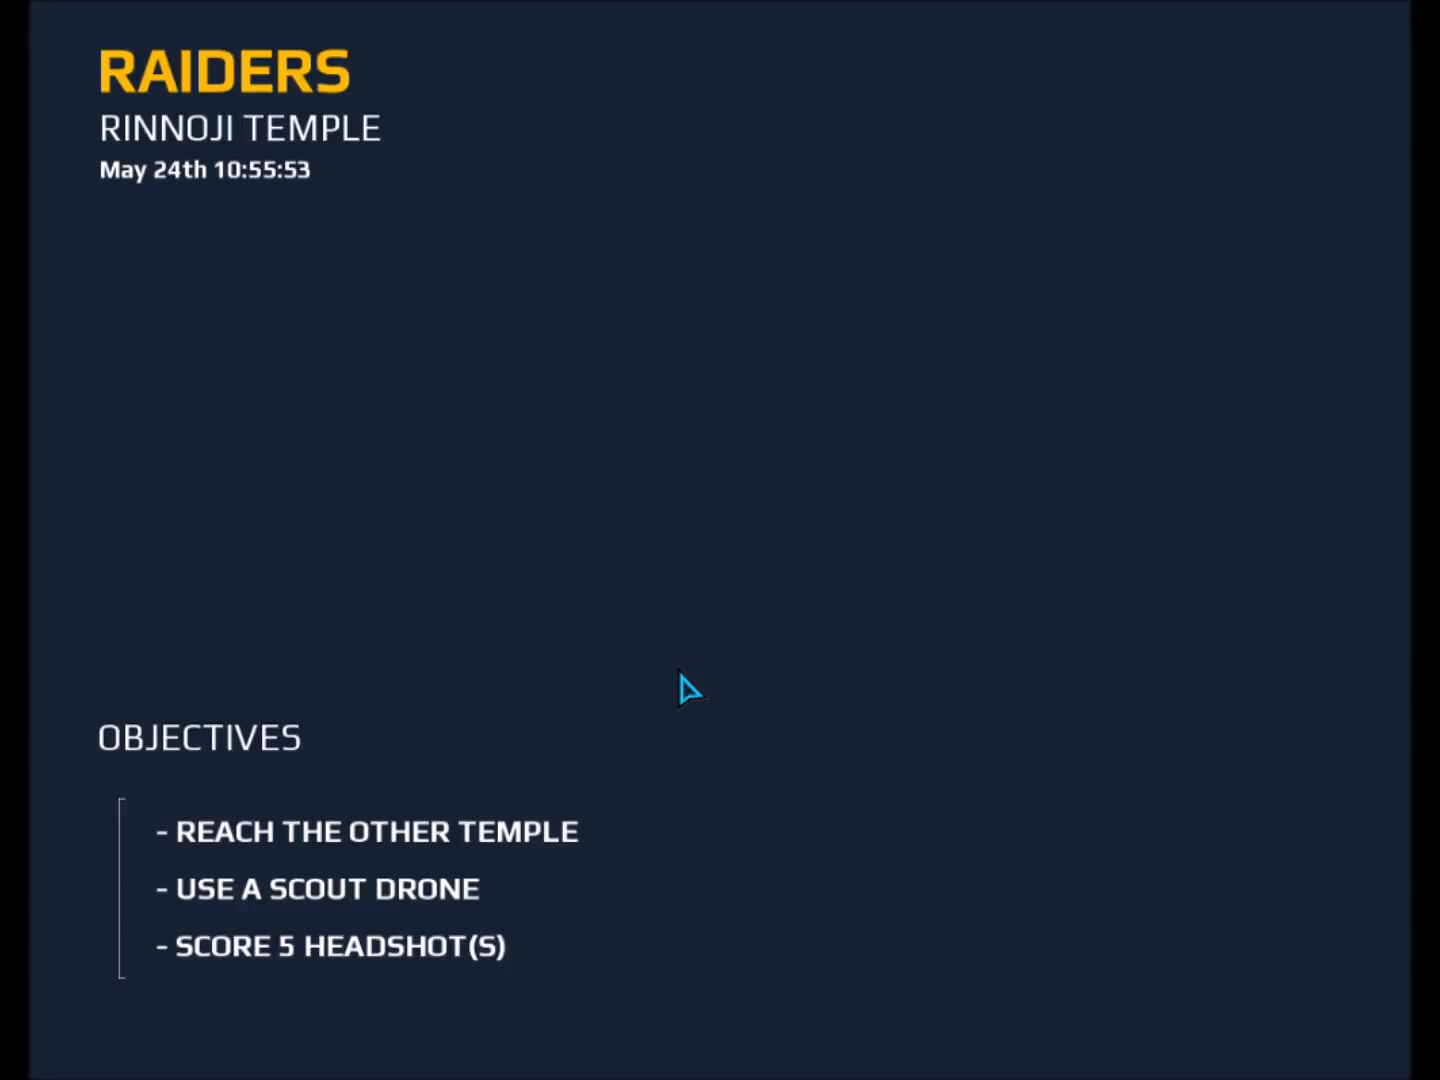 RAIDERS
RINNOJI TEMPLE
May 24th 10:55:53
OBJECTIVES
- REACH THE OTHER TEMPLE
- USE A SCOUT DRONE
- SCORE 5 HEADSHOT(S)